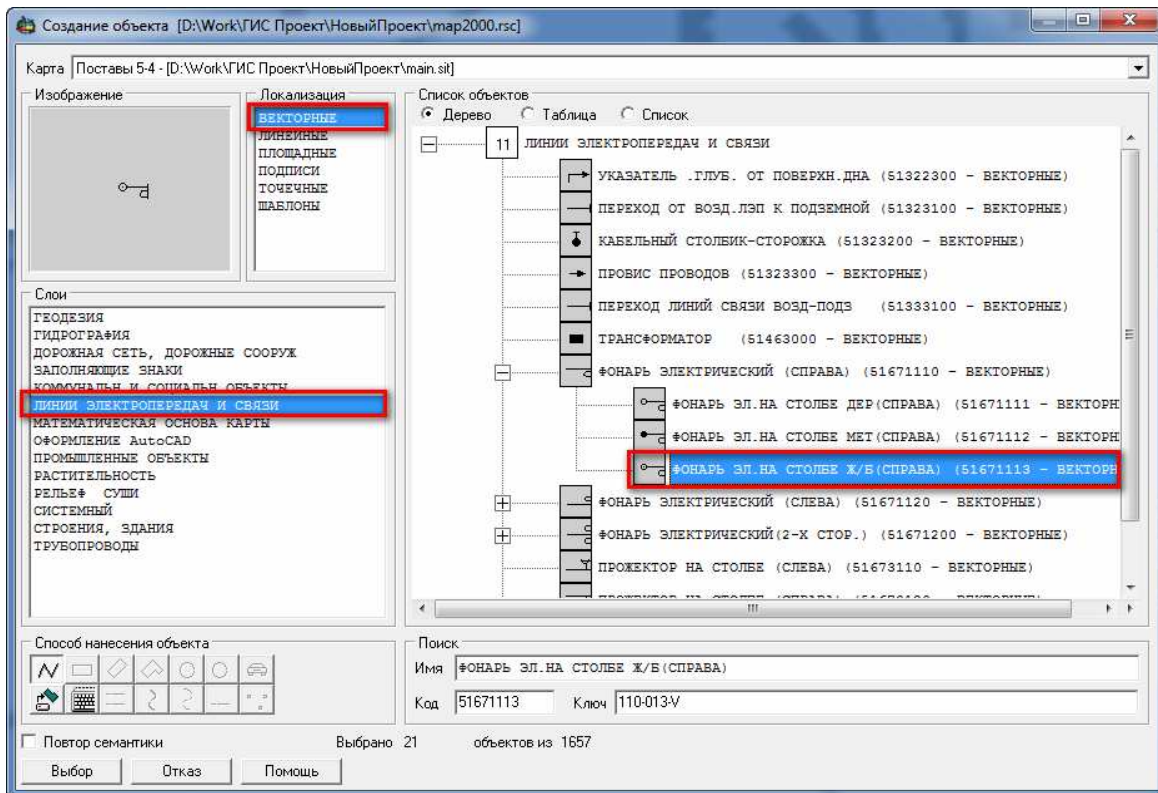 Создание объекта [D:\Work\ГИС Проект\НовыйПроект\map2000.rsc]
Карта Поставы 5-4 - [D:\Work\ГИС Проект\НовыйПроект\main.sit]
Изображение
Локализация
ВЕКТОРНЫЕ
ЛИНЕЙНЫЕ
ПЛОЩАДНЫЕ
ПОДПИСИ
ТОЧЕЧНЫЕ
ШАБЛОНЫ
Слои
ГЕОДЕЗИЯ
ГИДРОГРАФИЯ
ДОРОЖНАЯ СЕТЬ, ДОРОЖНЫЕ СООРУЖ
ЗАПОЛНЯЮЩИЕ ЗНАКИ
КОММУНАЛЬН И СОЦИАЛЬН ОБЪЕКТЫ
ЛИНИИ ЭЛЕКТРОПЕРЕДАЧ И СВЯЗИ
МАТЕМАТИЧЕСКАЯ ОСНОВА КАРТЫ
ОФОРМЛЕНИЕ AutoCAD
ПРОМЫШЛЕННЫЕ ОБЪЕКТЫ
РАСТИТЕЛЬНОСТЬ
РЕЛЬЕФ СУШИ
СИСТЕМНЫЙ
СТРОЕНИЯ, ЗДАНИЯ
ТРУБОПРОВОДЫ
Список объектов
Дерево Таблица Список
11 ЛИНИИ ЭЛЕКТРОПЕРЕДАЧ И СВЯЗИ
УКАЗАТЕЛЬ .ГЛУБ. ОТ ПОВЕРХН.ДНА (51322300 - ВЕКТОРНЫЕ)
ПЕРЕХОД ОТ ВОЗД.ЛЭП К ПОДЗЕМНОЙ (51323100 - ВЕКТОРНЫЕ)
КАБЕЛЬНЫЙ СТОЛБИК-СТОРОЖКА (51323200 - ВЕКТОРНЫЕ)
ПРОВИС ПРОВОДОВ (51323300 - ВЕКТОРНЫЕ)
ПЕРЕХОД ЛИНИЙ СВЯЗИ ВОЗД-ПОДЗ (51333100 - ВЕКТОРНЫЕ)
ТРАНСФОРМАТОР (51463000 - ВЕКТОРНЫЕ)
ФОНАРЬ ЭЛЕКТРИЧЕСКИЙ (СПРАВА) (51671110 - ВЕКТОРНЫЕ)
ФОНАРЬ ЭЛ.НА СТОЛБЕ ДЕР(СПРАВА) (51671111 - ВЕКТОРН
ФОНАРЬ ЭЛ.НА СТОЛБЕ МЕТ(СПРАВА) (51671112 - ВЕКТОРН
ФОНАРЬ ЭЛ.НА СТОЛБЕ Ж/Б(СПРАВА) (51671113 - ВЕКТОРН
ФОНАРЬ ЭЛЕКТРИЧЕСКИЙ (СЛЕВА) (51671120 - ВЕКТОРНЫЕ)
ФОНАРЬ ЭЛЕКТРИЧЕСКИЙ(2-Х СТОР.) (51671200 - ВЕКТОРНЫЕ)
ПРОЖЕКТОР НА СТОЛБЕ (СЛЕВА) (51673110 - ВЕКТОРНЫЕ)
Способ нанесения объекта
Поиск
Имя ФОНАРЬ ЭЛ.НА СТОЛБЕ Ж/Б(СПРАВА)
Код 51671113 Ключ 110-013-V
Повтор семантики Выбрано 21 объектов из 1657
Выбор Отказ Помощь